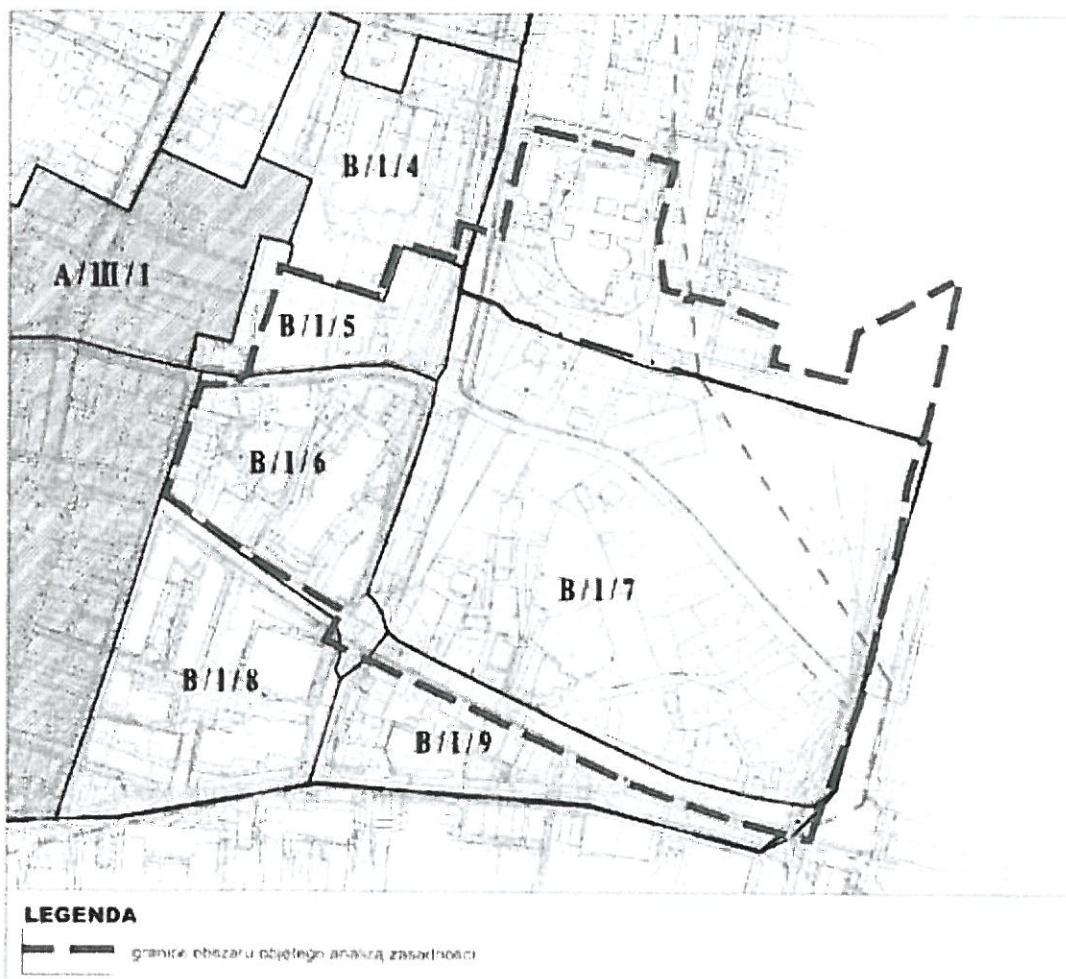 B/1/4
A/III/1
B/1/5
B/1/6
B/1/7
B/1/8
B/1/9
LEGENDA
granice obszaru objętego analizą zasadności